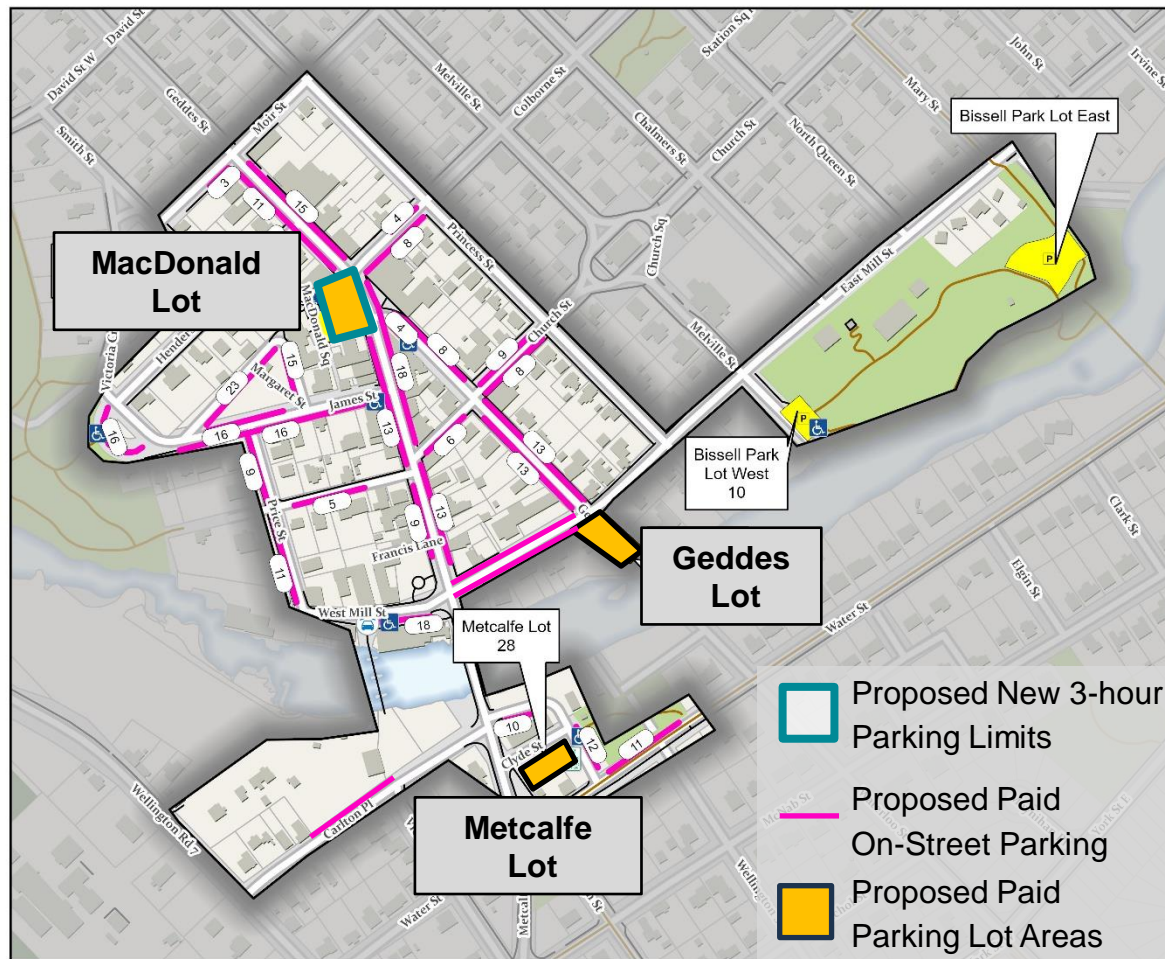 David St W
David St
Geddes St
Smith St
Moir St
Melville St
Colborne St
Station Sq
Chalmers St
Church St
North Queen St
Mary St
John St
Irvine St
Bissell Park Lot East
P
3
11
15
4
8
Princess St
Church Sq
East Mill St
MacDonald
Lot
MacDonald Sq
Victoria Cr
Margaret St
15
23
James St
16
16
16
4
8
18
13
9
8
Church St
Melville St
P
Bissell Park
Lot West
10
6
13
13
9
Price St
5
11
9
13
Francis Lane
Geddes
Lot
Clark St
Elgin St
Water St
West Mill St
18
Metcalfe Lot
28
10
Clyde St
12
11
Wellington Rd 7
Carlton Pl
Metcalfe
Lot
Water St
Proposed New 3-hour
Parking Limits
Proposed Paid
On-Street Parking
Proposed Paid
Parking Lot Areas